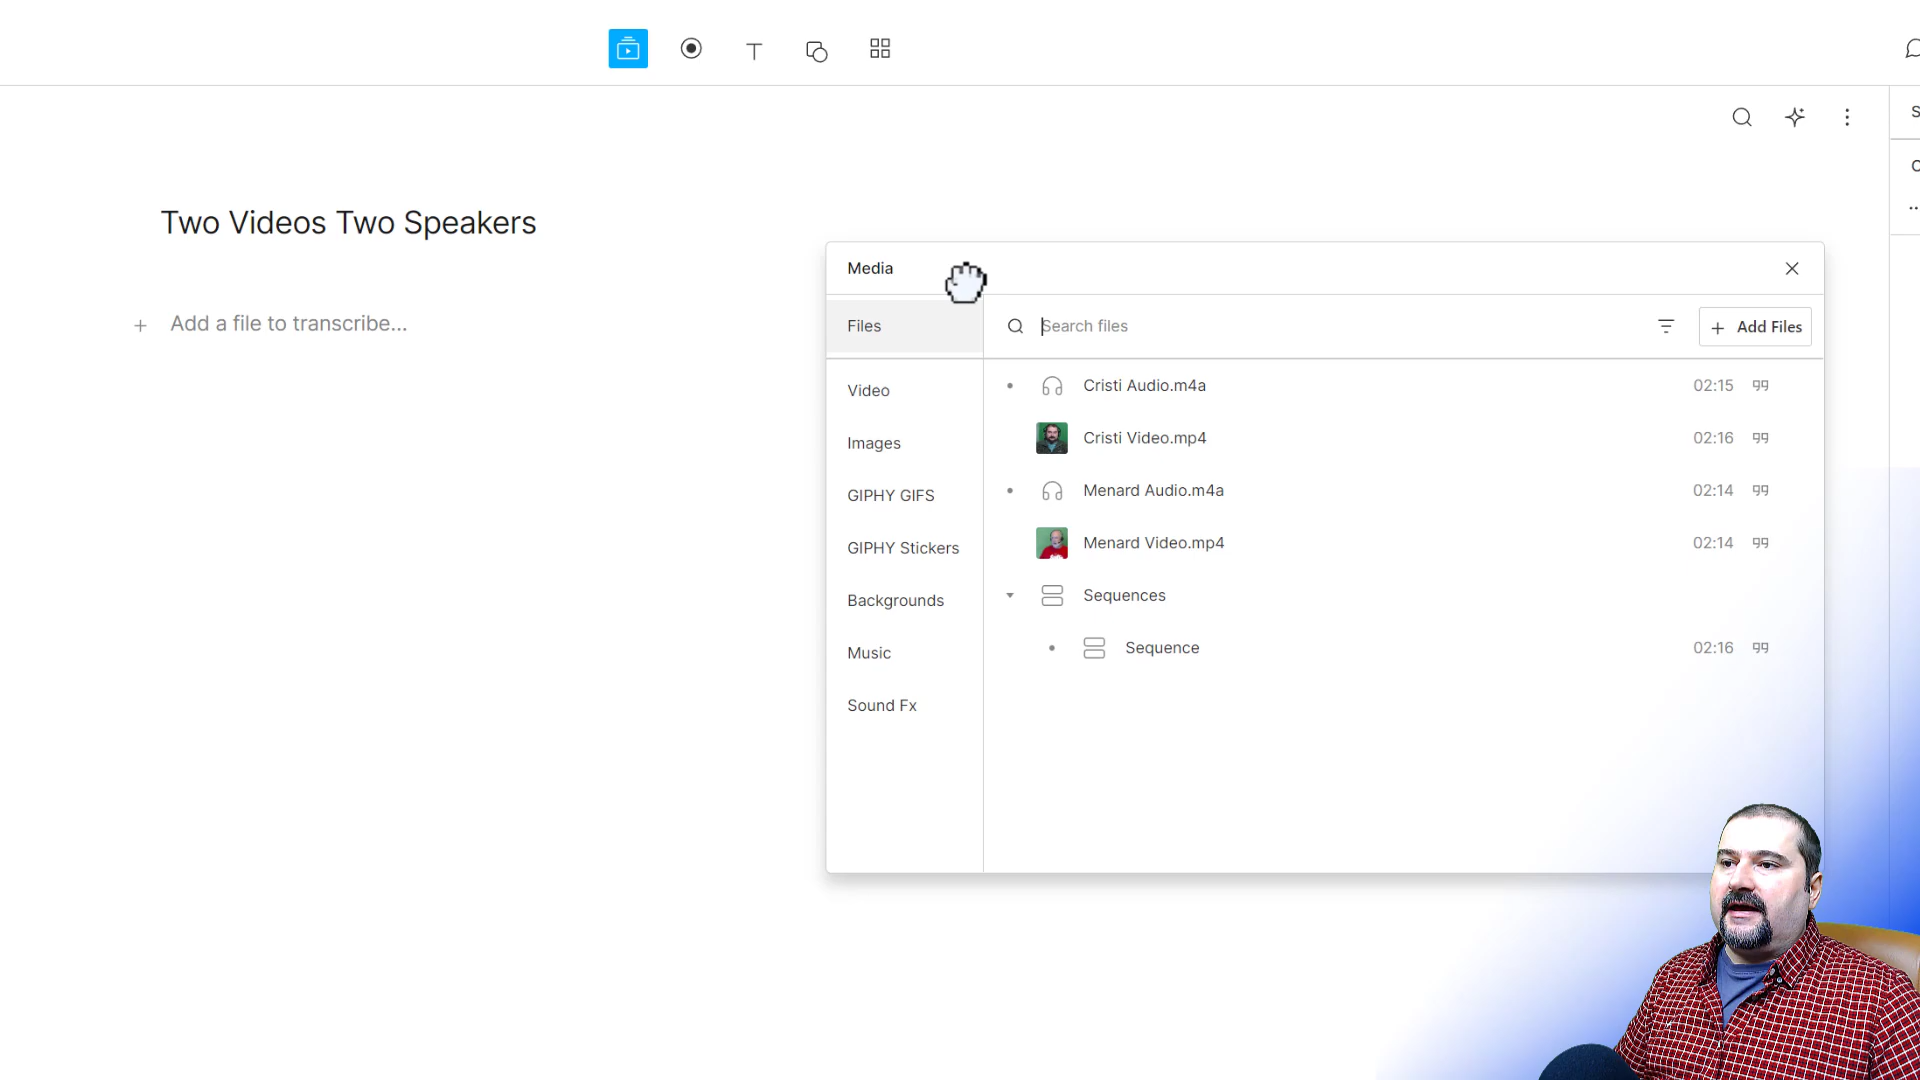 Two Videos Two Speakers
+ Add a file to transcribe...
Media
Files
Video
Images
GIPHY GIFS
GIPHY Stickers
Backgrounds
Music
Sound Fx
Search files
+ Add Files
Cristi Audio.m4a 02:15
Cristi Video.mp4 02:16
Menard Audio.m4a 02:14
Menard Video.mp4 02:14
Sequences
Sequence 02:16